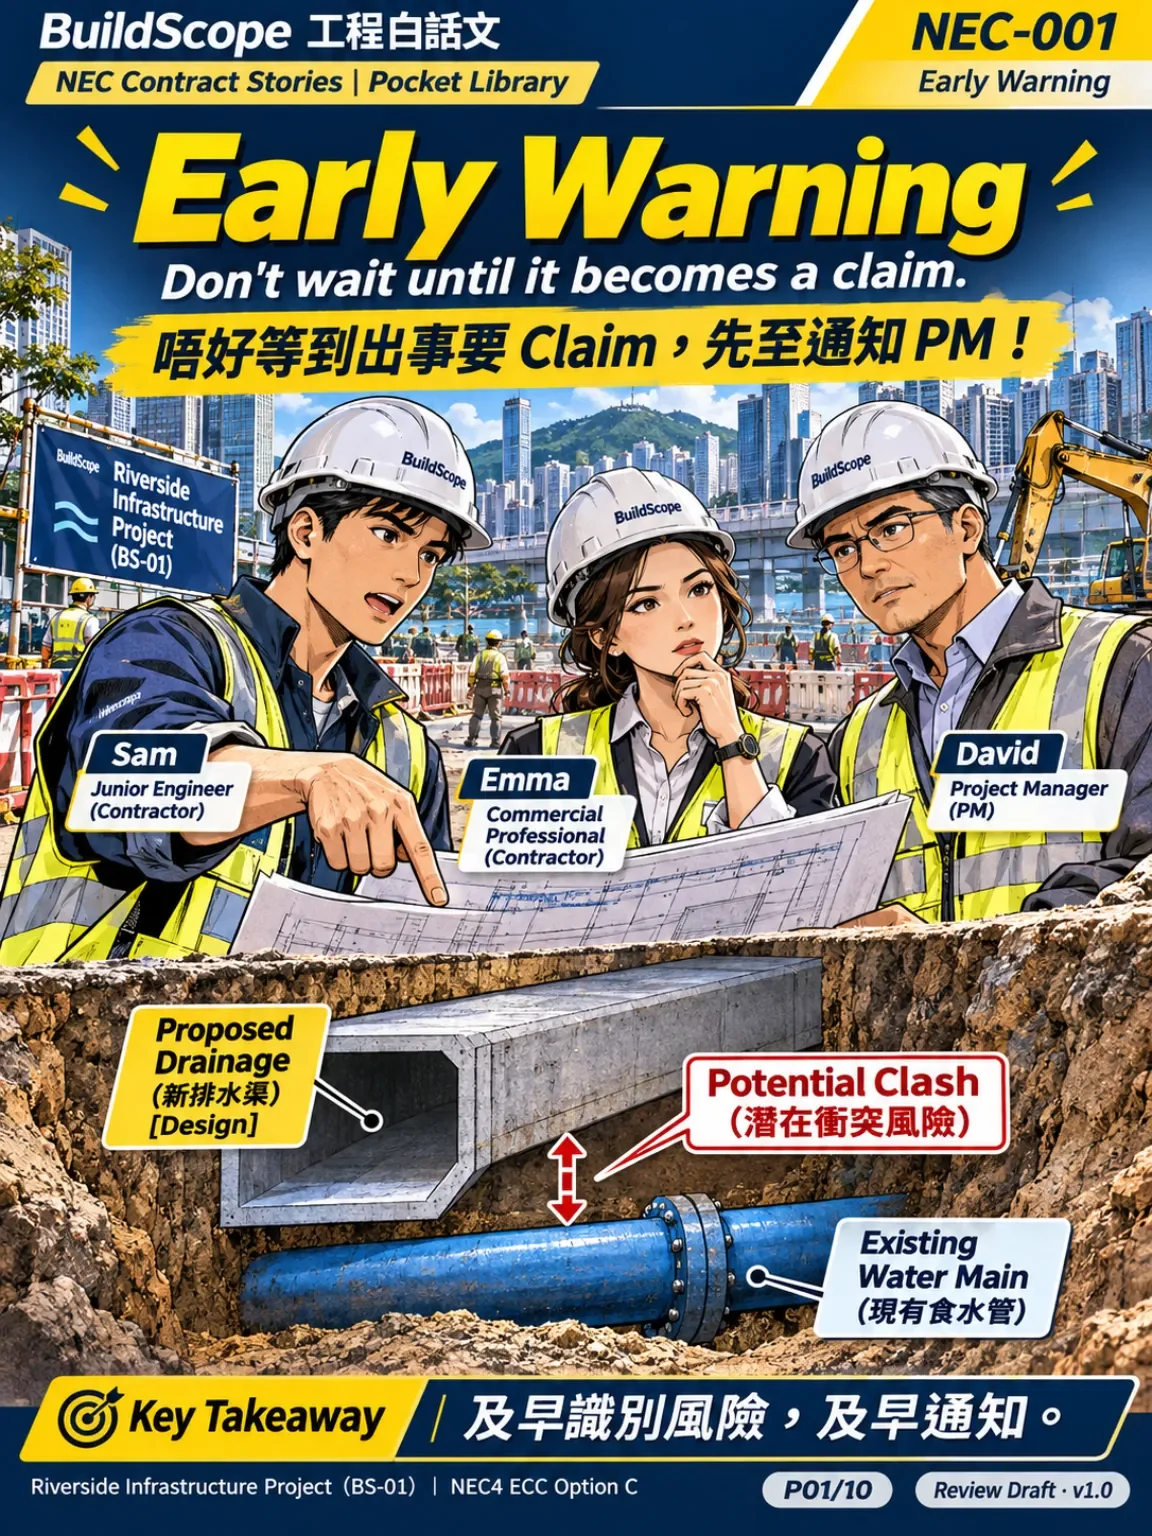 BuildScope 工程白話文
NEC Contract Stories | Pocket Library
NEC-001
Early Warning
Early Warning
Don't wait until it becomes a claim.
唔好等到出事要 Claim，先至通知 PM！
BuildScope
Riverside
Infrastructure
Project
(BS-01)
BuildScope
BuildScope
BuildScope
Sam
Junior Engineer
(Contractor)
Emma
Commercial
Professional
(Contractor)
David
Project Manager
(PM)
Proposed
Drainage
(新排水渠)
[Design]
Potential Clash
（潛在衝突風險）
Existing
Water Main
(現有食水管)
Key Takeaway
及早識別風險，及早通知。
Riverside Infrastructure Project（BS-01） | NEC4 ECC Option C
P01/10
Review Draft · v1.0